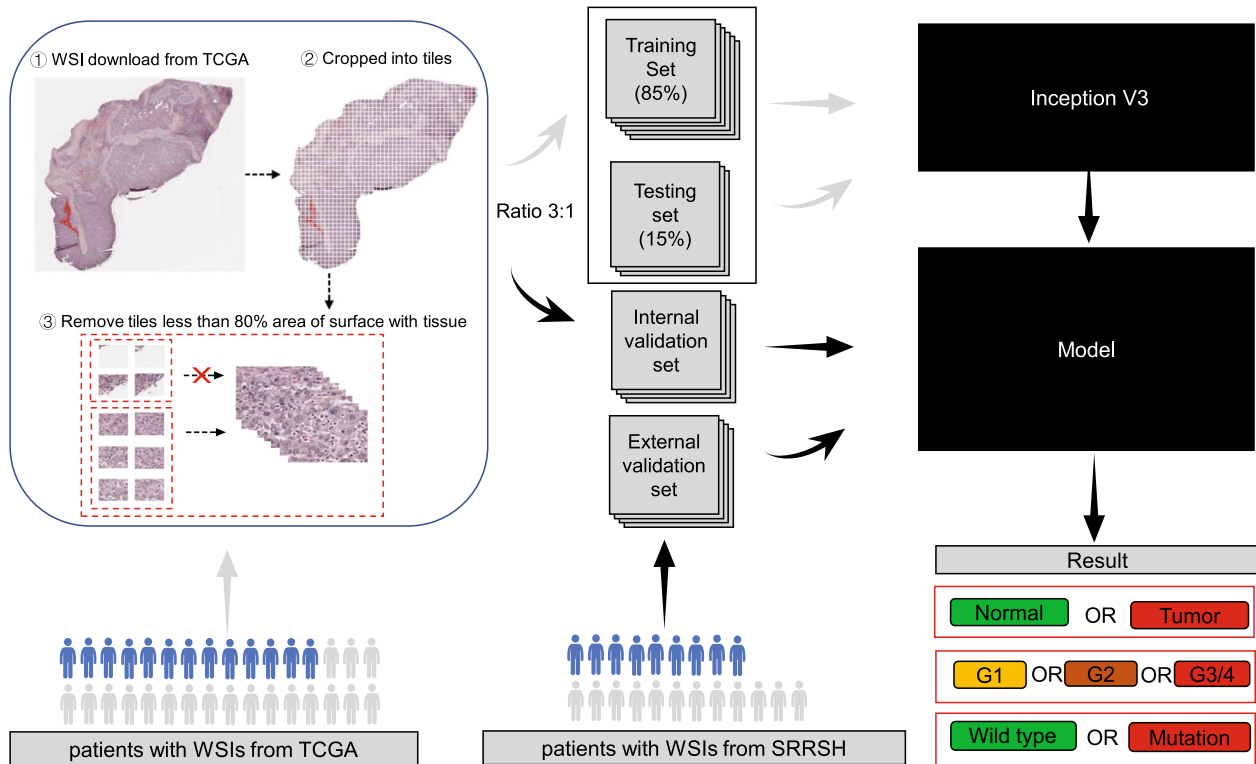 ① WSI download from TCGA
② Cropped into tiles
③ Remove tiles less than 80% area of surface with tissue
patients with WSIs from TCGA
Ratio 3:1
Training
Set
(85%)
Testing
set
(15%)
Internal
validation
set
External
validation
set
patients with WSIs from SRRSH
Inception V3
Model
Result
Normal OR Tumor
G1 OR G2 OR G3/4
Wild type OR Mutation